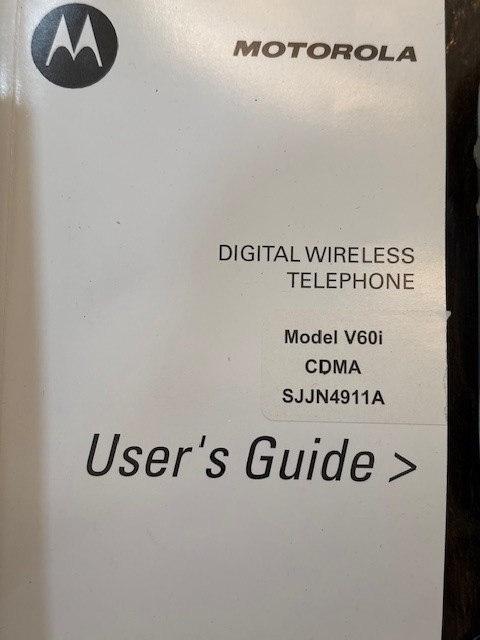 MOTOROLA
DIGITAL WIRELESS
TELEPHONE
Model V60i
CDMA
SJJN4911A
User's Guide >